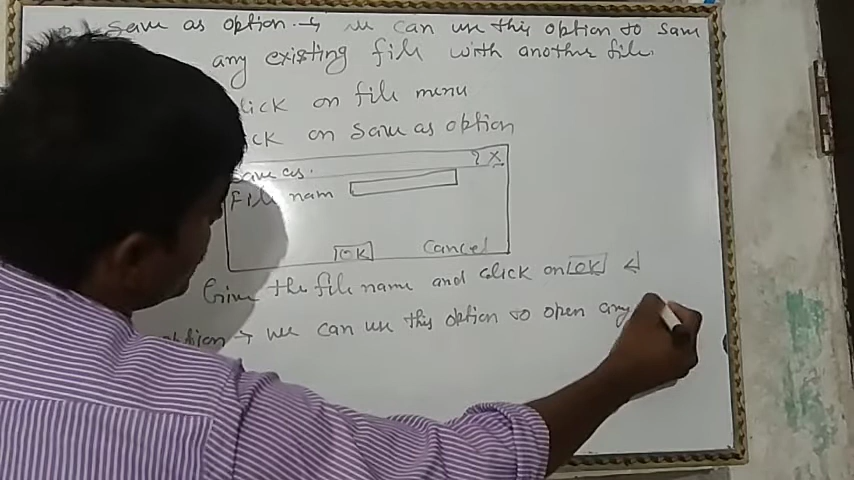 save as option → we can use this option to save
any existing file with another file.
click on file menu
click on save as option
? X
Save as.
File nam
OK Cancel
Give the file name and click on OK
option → we can use this option to open any